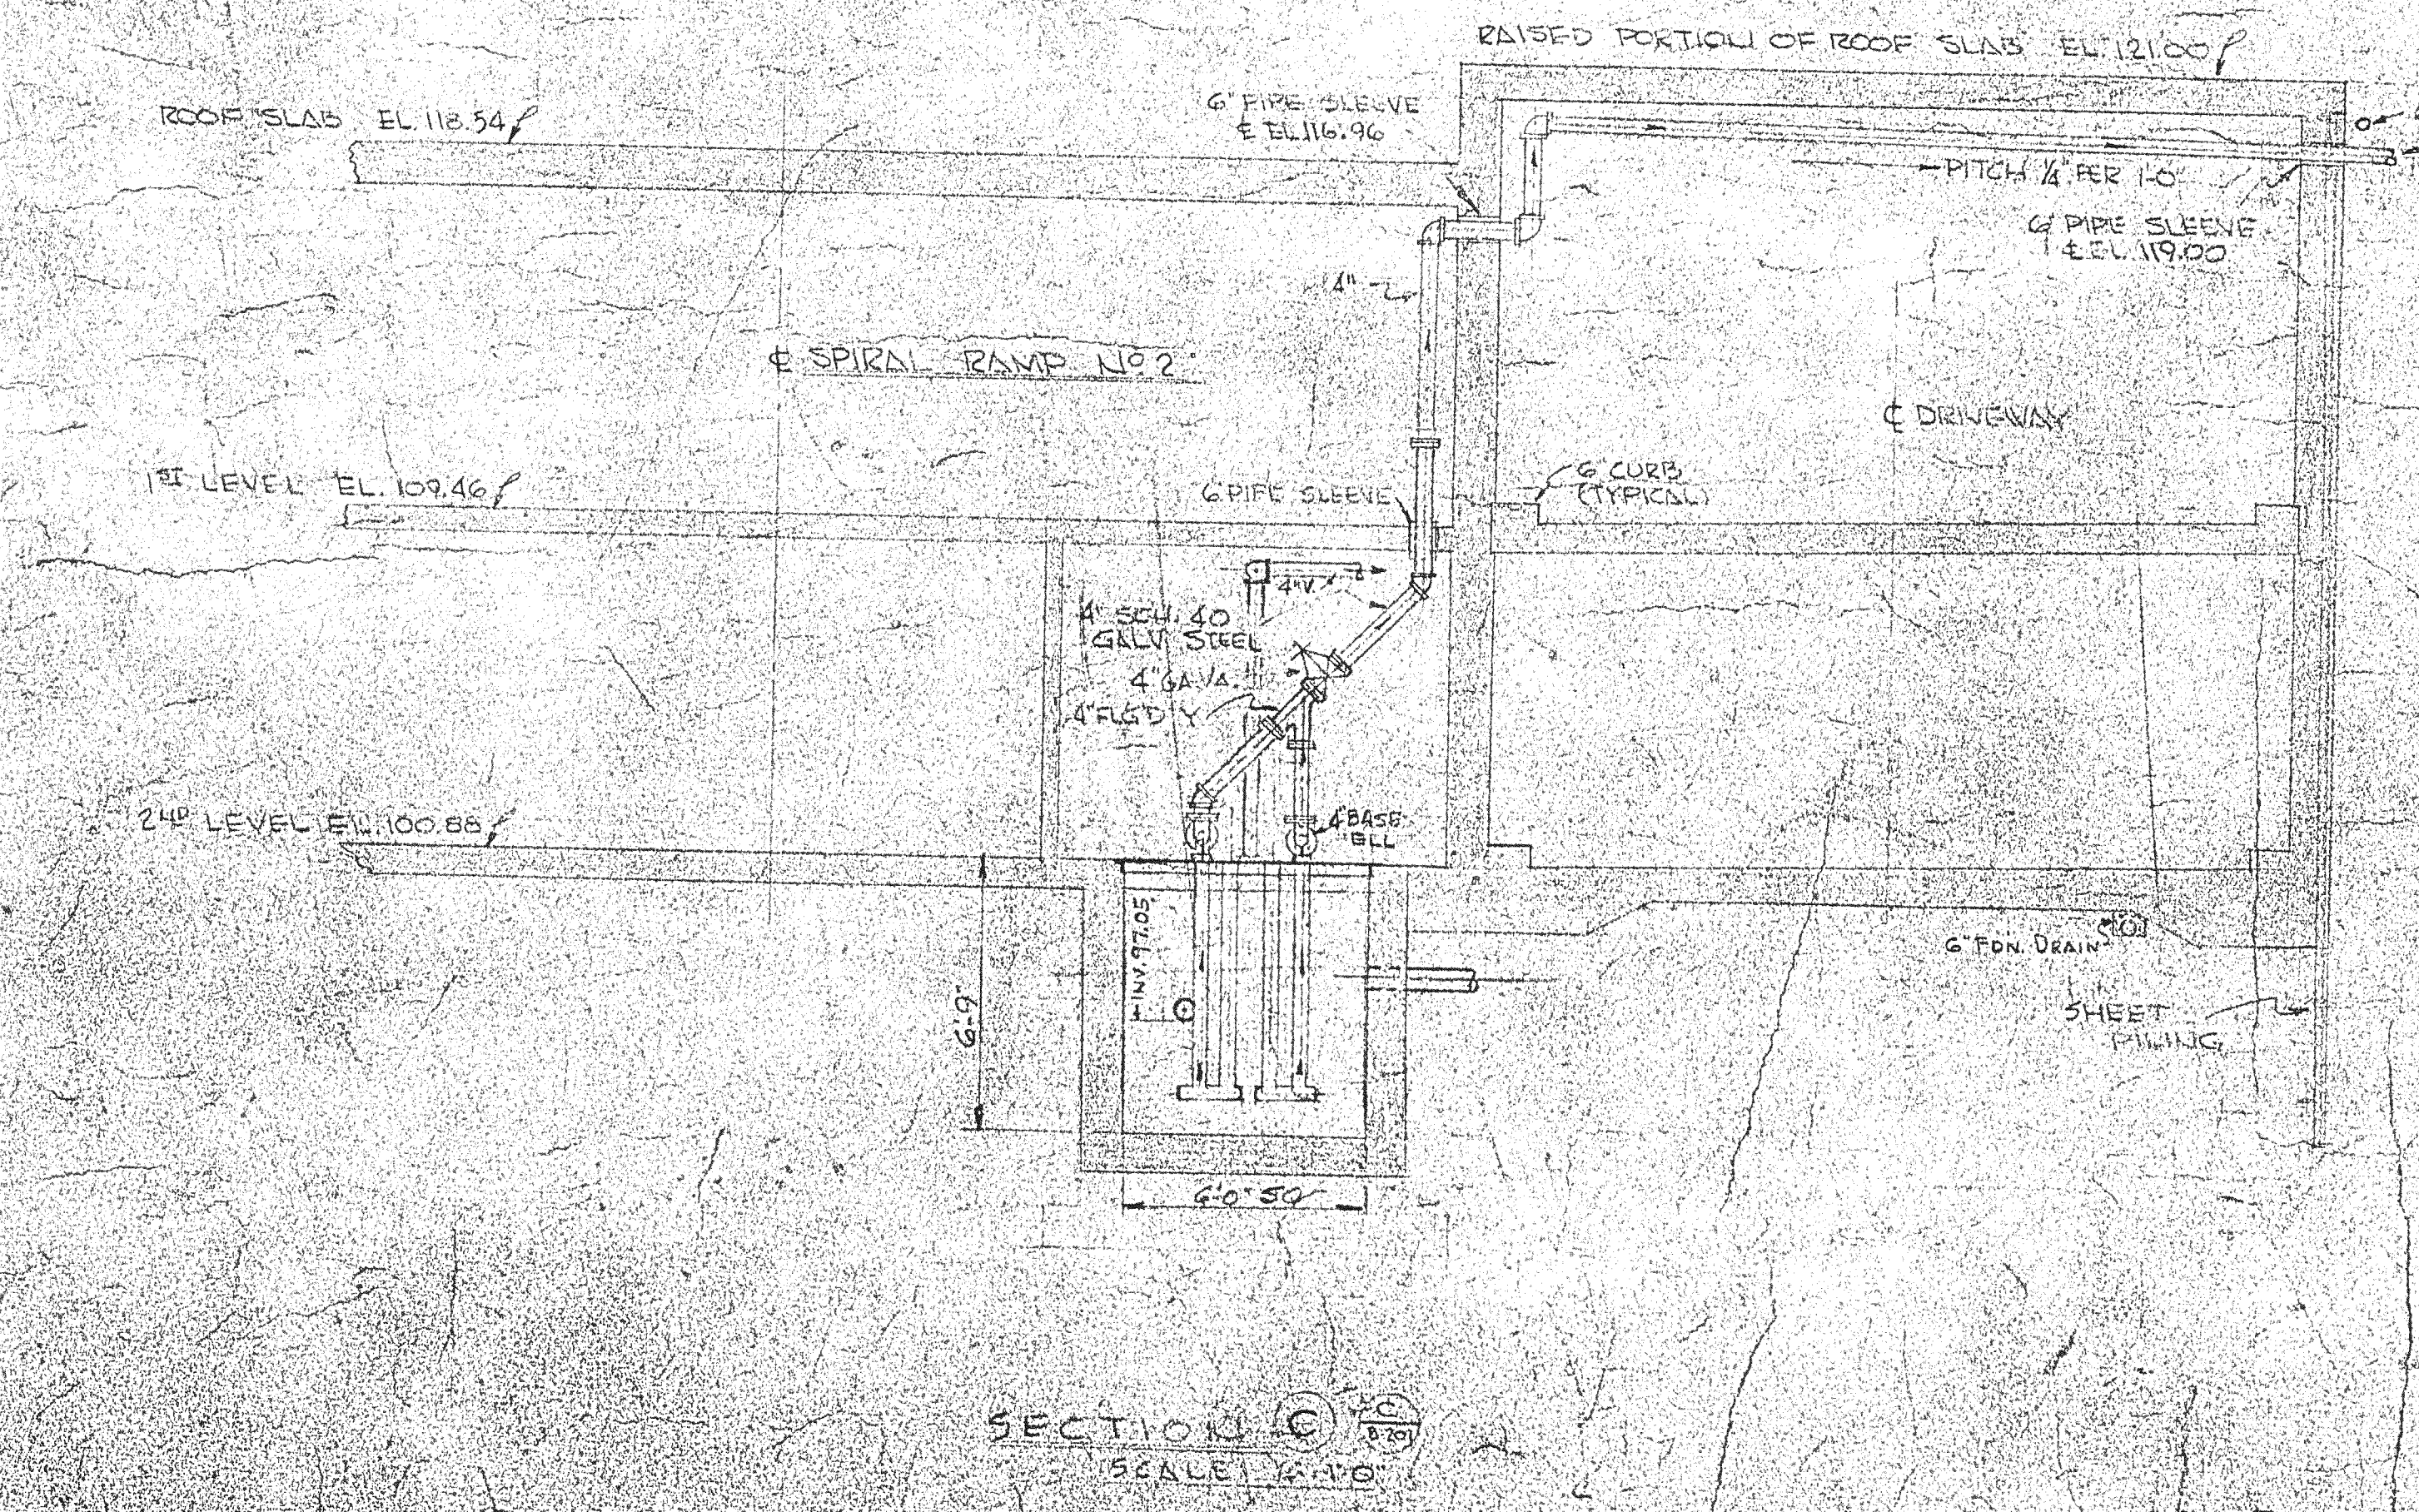 RAISED PORTION OF ROOF SLAB EL. 121.00
ROOF SLAB EL. 118.54
6" PIPE SLEEVE
℄ EL. 116.96
PITCH ¼" PER 1'-0"
6" PIPE SLEEVE
℄ EL. 119.00
4"
℄ SPIRAL RAMP Nº 2
℄ DRIVEWAY
1ST LEVEL EL. 109.46
6" PIPE SLEEVE
6" CURB
(TYPICAL)
4"V.
4" SCH. 40
GALV. STEEL
4" GA. VA.
4" FLG'D Y
2ND LEVEL EL. 100.88
4" BASE
ELL
INV. 97.05
6" FDN. DRAIN
6'-9"
SHEET
PILING
6'-0" SQ
SECTION C C
B-201
SCALE